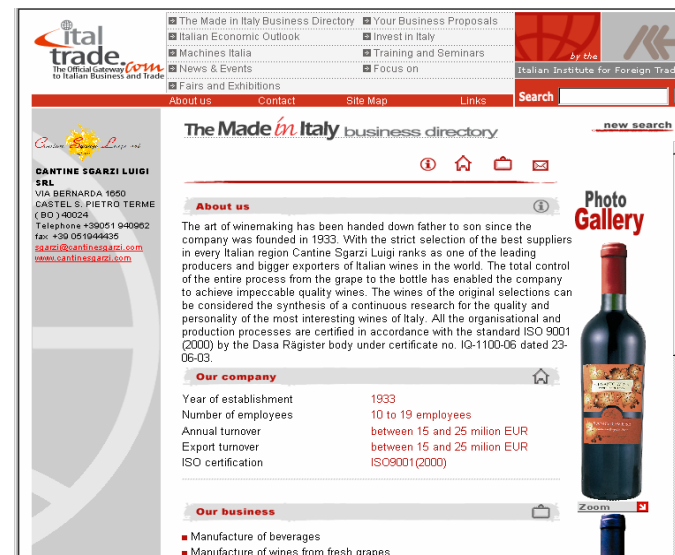 ital
trade.com
The Official Gateway
to Italian Business and Trade
The Made in Italy Business Directory
Your Business Proposals
Italian Economic Outlook
Invest in Italy
Machines Italia
Training and Seminars
News & Events
Focus on
Fairs and Exhibitions
by the
Italian Institute for Foreign Trad
About us
Contact
Site Map
Links
Search
CANTINE SGARZI LUIGI
SRL
VIA BERNARDA 1650
CASTEL S. PIETRO TERME
( BO ) 40024
Telephone +39051 940962
fax +39 051944435
sgarzi@cantinesgarzi.com
www.cantinesgarzi.com
The Made in Italy business directory
new search
About us
The art of winemaking has been handed down father to son since the
company was founded in 1933. With the strict selection of the best suppliers
in every Italian region Cantine Sgarzi Luigi ranks as one of the leading
producers and bigger exporters of Italian wines in the world. The total control
of the entire process from the grape to the bottle has enabled the company
to achieve impeccable quality wines. The wines of the original selections can
be considered the synthesis of a continuous research for the quality and
personality of the most interesting wines of Italy. All the organisational and
production processes are certified in accordance with the standard ISO 9001
(2000) by the Dasa Rägister body under certificate no. IQ-1100-06 dated 23-
06-03.
Our company
Year of establishment 1933
Number of employees 10 to 19 employees
Annual turnover between 15 and 25 milion EUR
Export turnover between 15 and 25 milion EUR
ISO certification ISO9001(2000)
Our business
Manufacture of beverages
Manufacture of wines from fresh grapes
Photo
Gallery
Zoom